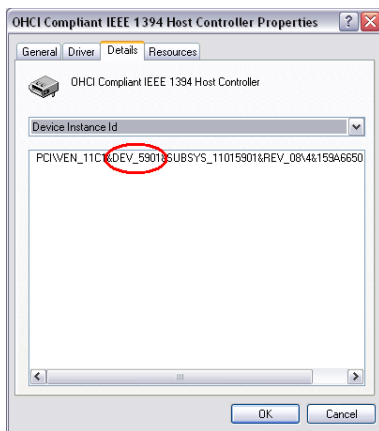 OHCI Compliant IEEE 1394 Host Controller Properties
General Driver Details Resources
OHCI Compliant IEEE 1394 Host Controller
Device Instance Id
PCI\VEN_11C1&DEV_5901&SUBSYS_11015901&REV_08\4&159A6650
OK Cancel